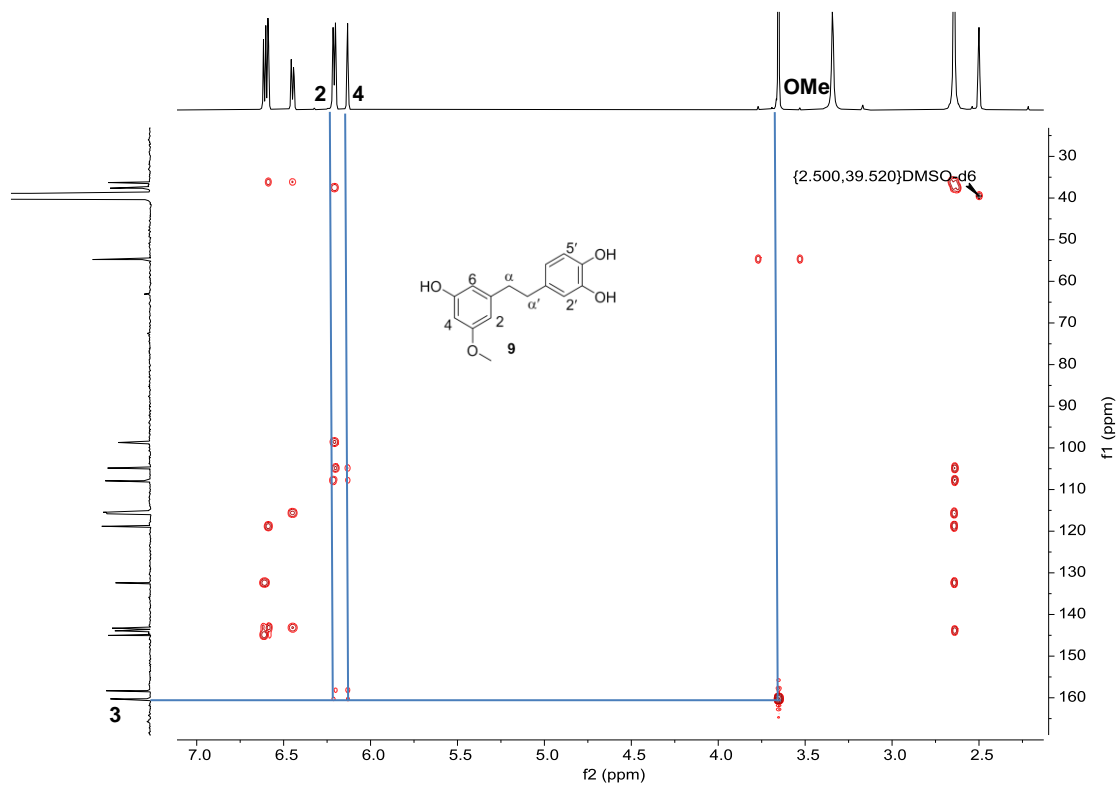 2 4 OMe
30
{2.500,39.520}DMSO-d6
40
50
5′
OH
α
6
HO
60
OH
α′
2′
4 2
70
O
9
80
90
100
110
120
130
140
150
160
3
f1 (ppm)
7.0 6.5 6.0 5.5 5.0 4.5 4.0 3.5 3.0 2.5
f2 (ppm)